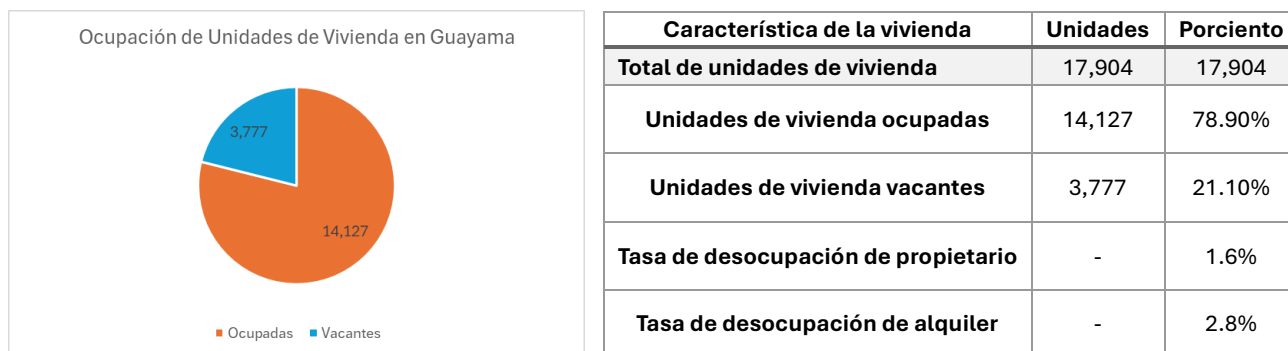 Ocupación de Unidades de Vivienda en Guayama
3,777
14,127
Ocupadas Vacantes
Característica de la vivienda Unidades Porciento
Total de unidades de vivienda 17,904 17,904
Unidades de vivienda ocupadas 14,127 78.90%
Unidades de vivienda vacantes 3,777 21.10%
Tasa de desocupación de propietario - 1.6%
Tasa de desocupación de alquiler - 2.8%